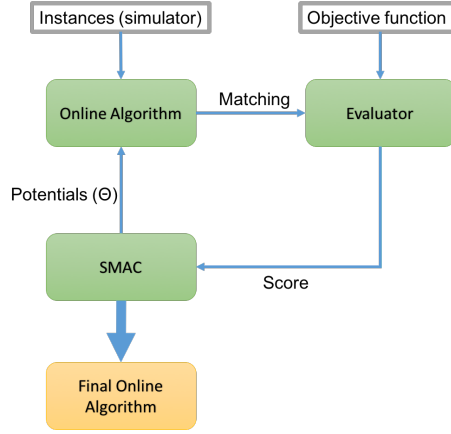 Instances (simulator)
Objective function
Online Algorithm
Matching
Evaluator
Potentials (Θ)
SMAC
Score
Final Online
Algorithm